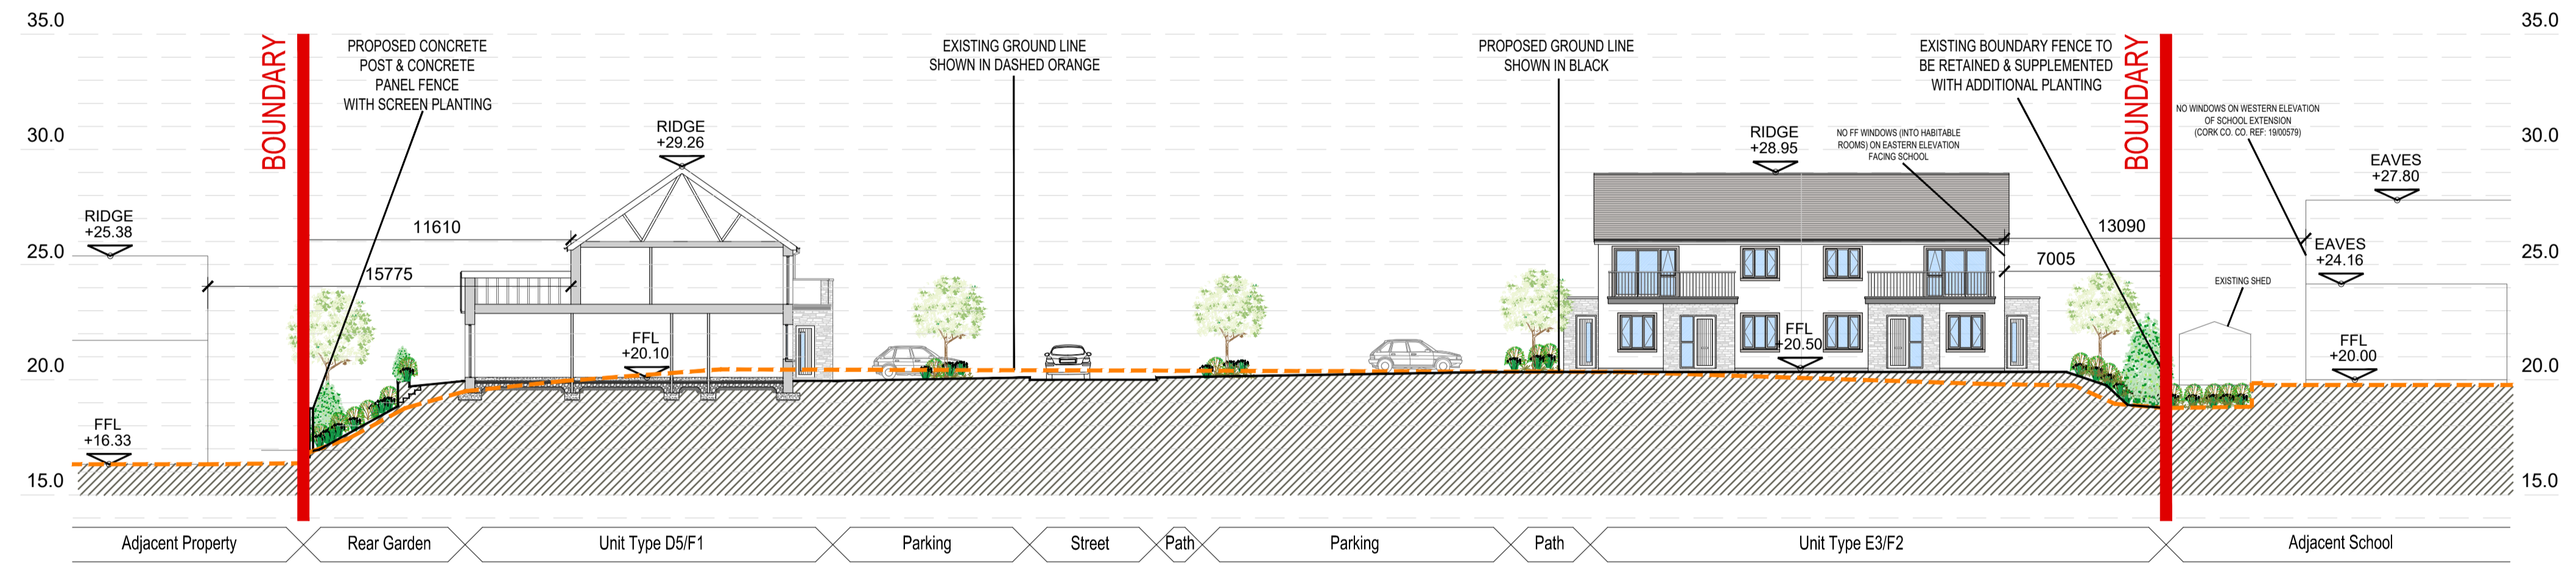 35.0
35.0
BOUNDARY
PROPOSED CONCRETE
POST & CONCRETE
PANEL FENCE
WITH SCREEN PLANTING
EXISTING GROUND LINE
SHOWN IN DASHED ORANGE
PROPOSED GROUND LINE
SHOWN IN BLACK
EXISTING BOUNDARY FENCE TO
BE RETAINED & SUPPLEMENTED
WITH ADDITIONAL PLANTING
BOUNDARY
NO WINDOWS ON WESTERN ELEVATION
OF SCHOOL EXTENSION
(CORK CO. CO. REF: 19/00579)
30.0
30.0
RIDGE
+29.26
RIDGE
+28.95
NO FF WINDOWS (INTO HABITABLE
ROOMS) ON EASTERN ELEVATION
FACING SCHOOL
EAVES
+27.80
RIDGE
+25.38
11610
13090
25.0
25.0
EAVES
+24.16
15775
7005
EXISTING SHED
FFL
+20.10
FFL
+20.50
FFL
+20.00
20.0
20.0
FFL
+16.33
15.0
15.0
Adjacent Property
Rear Garden
Unit Type D5/F1
Parking
Street
Path
Parking
Path
Unit Type E3/F2
Adjacent School